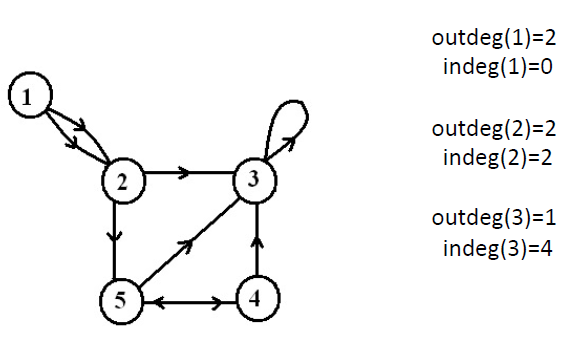 1
2
3
5
4
outdeg(1)=2
indeg(1)=0
outdeg(2)=2
indeg(2)=2
outdeg(3)=1
indeg(3)=4